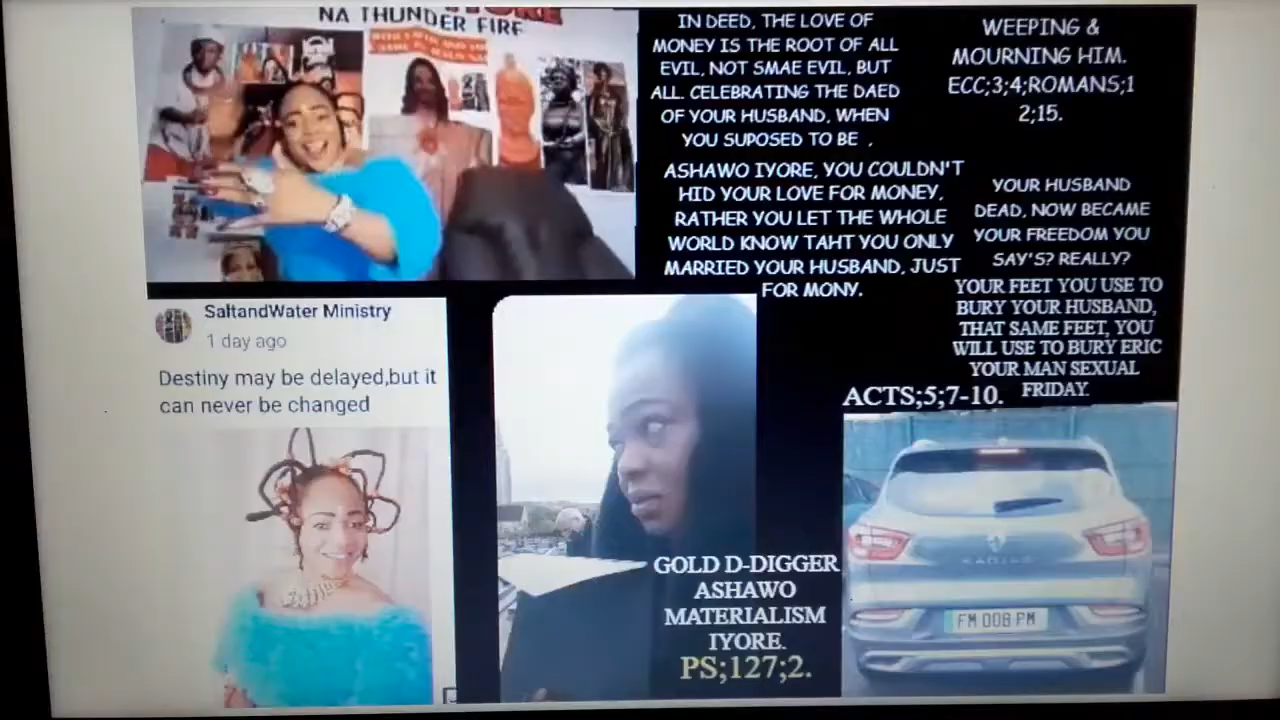 NA THUNDER FIRE
IN DEED, THE LOVE OF
MONEY IS THE ROOT OF ALL
EVIL, NOT SMAE EVIL, BUT
ALL. CELEBRATING THE DAED
OF YOUR HUSBAND, WHEN
YOU SUPOSED TO BE ,
WEEPING &
MOURNING HIM.
ECC;3;4;ROMANS;1
2;15.
ASHAWO IYORE, YOU COULDN'T
HID YOUR LOVE FOR MONEY,
RATHER YOU LET THE WHOLE
WORLD KNOW TAHT YOU ONLY
MARRIED YOUR HUSBAND, JUST
FOR MONY.
YOUR HUSBAND
DEAD, NOW BECAME
YOUR FREEDOM YOU
SAY'S? REALLY?
YOUR FEET YOU USE TO
BURY YOUR HUSBAND,
THAT SAME FEET, YOU
WILL USE TO BURY ERIC
YOUR MAN SEXUAL
FRIDAY.
ACTS;5;7-10.
SaltandWater Ministry
1 day ago
Destiny may be delayed,but it
can never be changed
GOLD D-DIGGER
ASHAWO
MATERIALISM
IYORE.
PS;127;2.
FM 008 PM